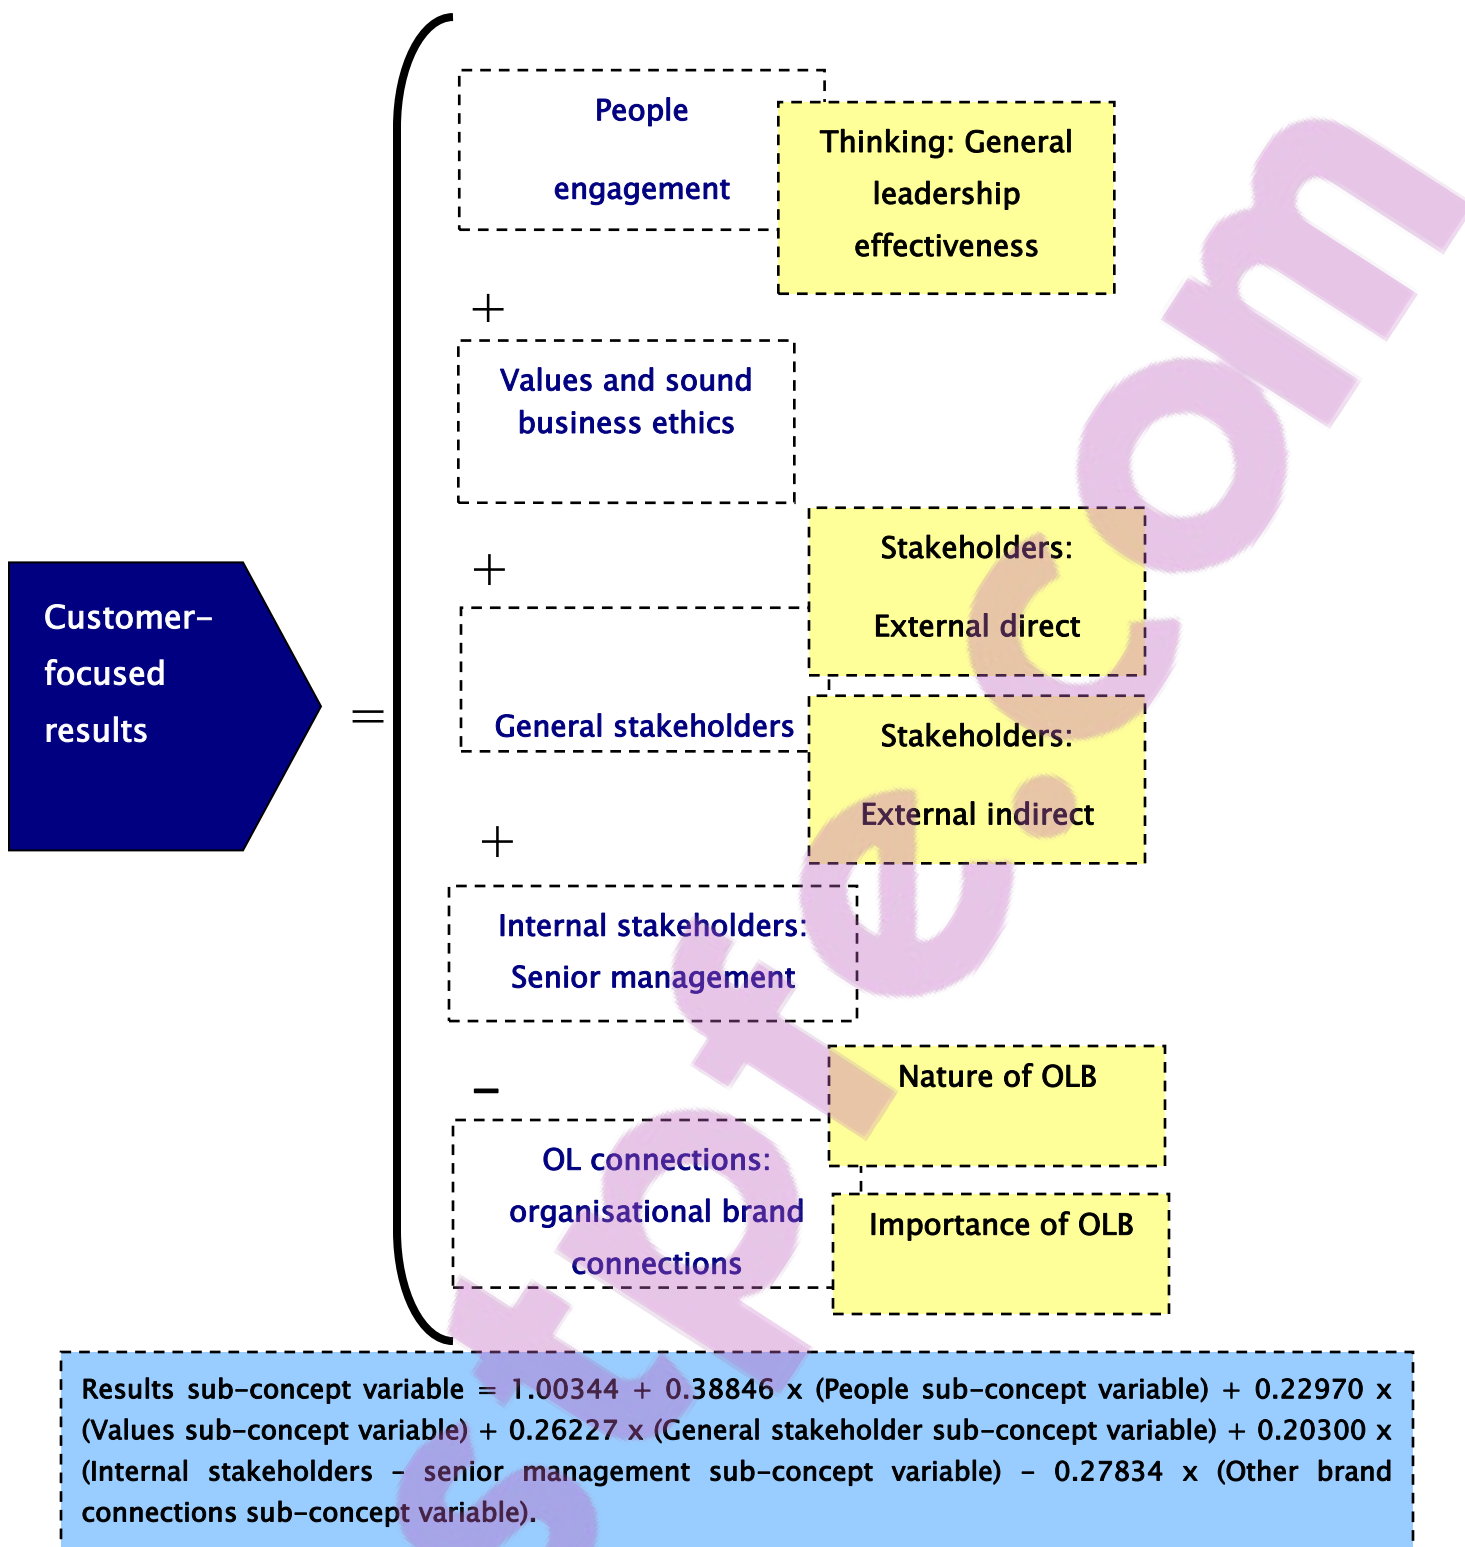 People
engagement
Thinking: General
leadership
effectiveness
+
Values and sound
business ethics
+
Stakeholders:
External direct
General stakeholders
Stakeholders:
External indirect
Customer-
focused
results
=
+
Internal stakeholders:
Senior management
–
Nature of OLB
OL connections:
organisational brand
connections
Importance of OLB
Results sub-concept variable = 1.00344 + 0.38846 x (People sub-concept variable) + 0.22970 x
(Values sub-concept variable) + 0.26227 x (General stakeholder sub-concept variable) + 0.20300 x
(Internal stakeholders – senior management sub-concept variable) – 0.27834 x (Other brand
connections sub-concept variable).
stpfe.com